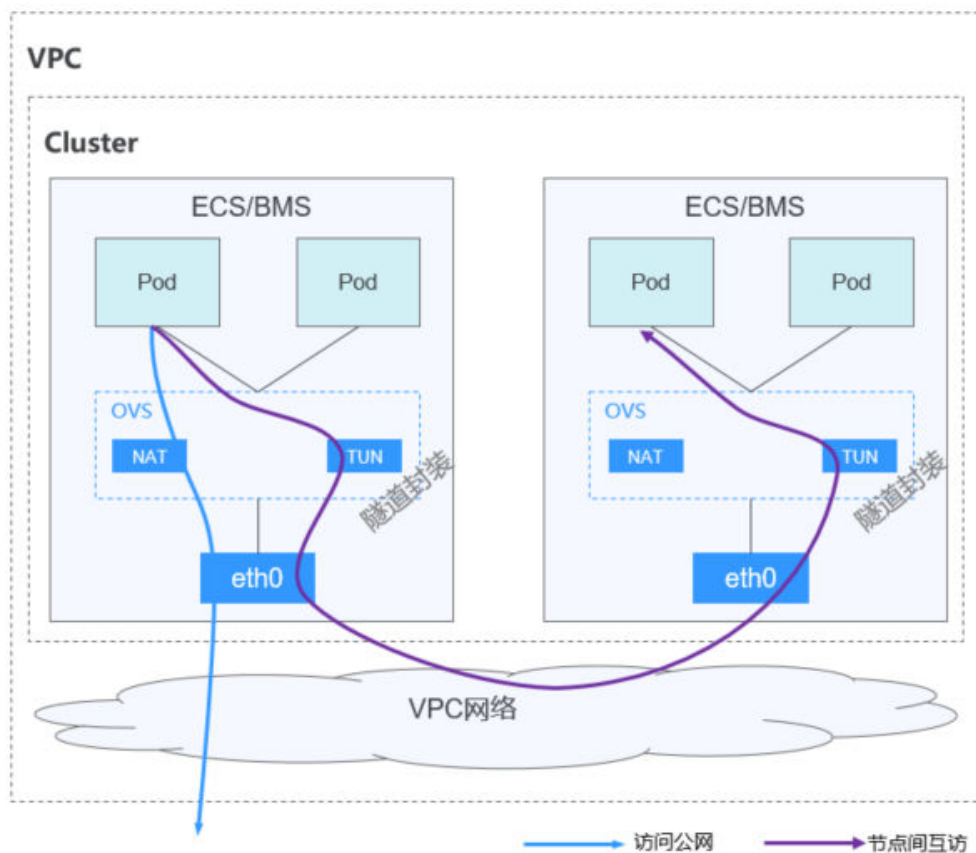 VPC
Cluster
ECS/BMS
ECS/BMS
Pod
Pod
Pod
Pod
OVS
OVS
NAT
TUN
NAT
TUN
隧道封装
隧道封装
eth0
eth0
VPC网络
访问公网
节点间互访